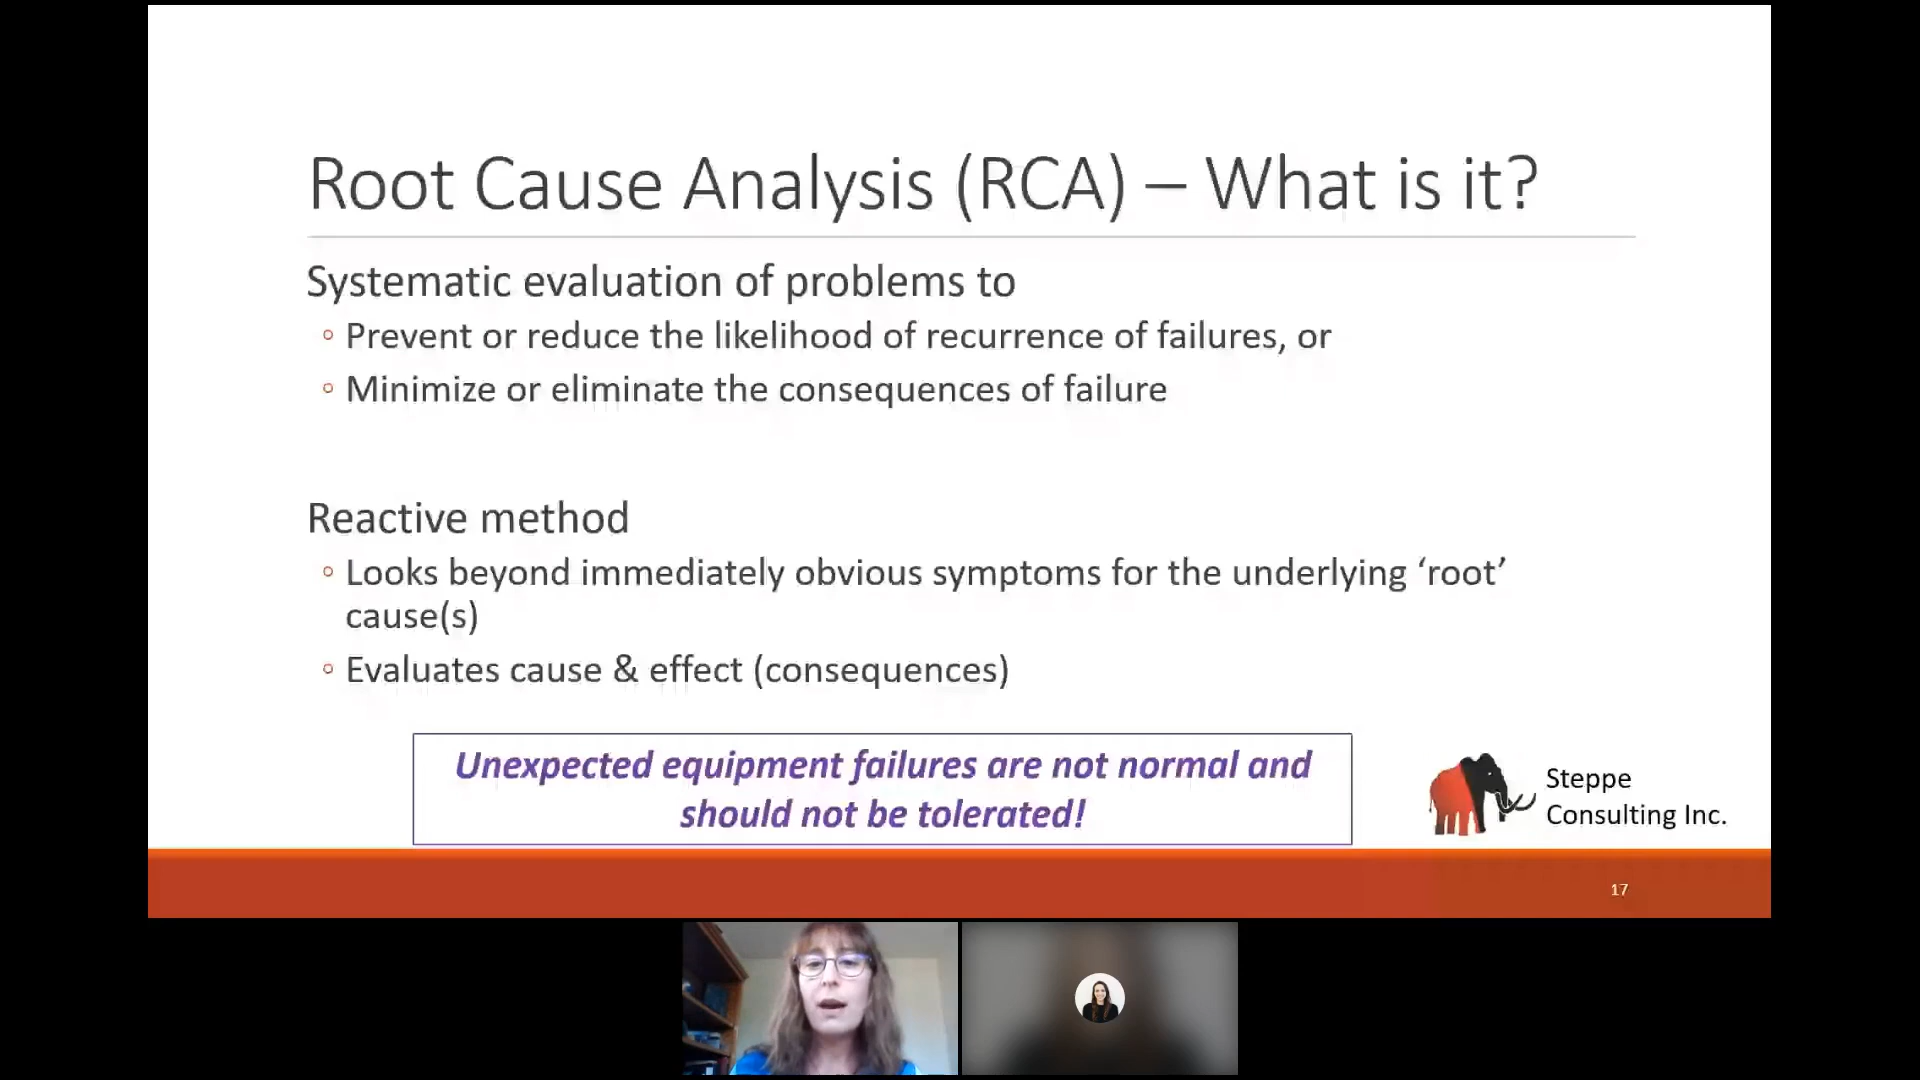 Root Cause Analysis (RCA) – What is it?
Systematic evaluation of problems to
◦ Prevent or reduce the likelihood of recurrence of failures, or
◦ Minimize or eliminate the consequences of failure
Reactive method
◦ Looks beyond immediately obvious symptoms for the underlying ‘root’
cause(s)
◦ Evaluates cause & effect (consequences)
Unexpected equipment failures are not normal and
should not be tolerated!
Steppe
Consulting Inc.
17